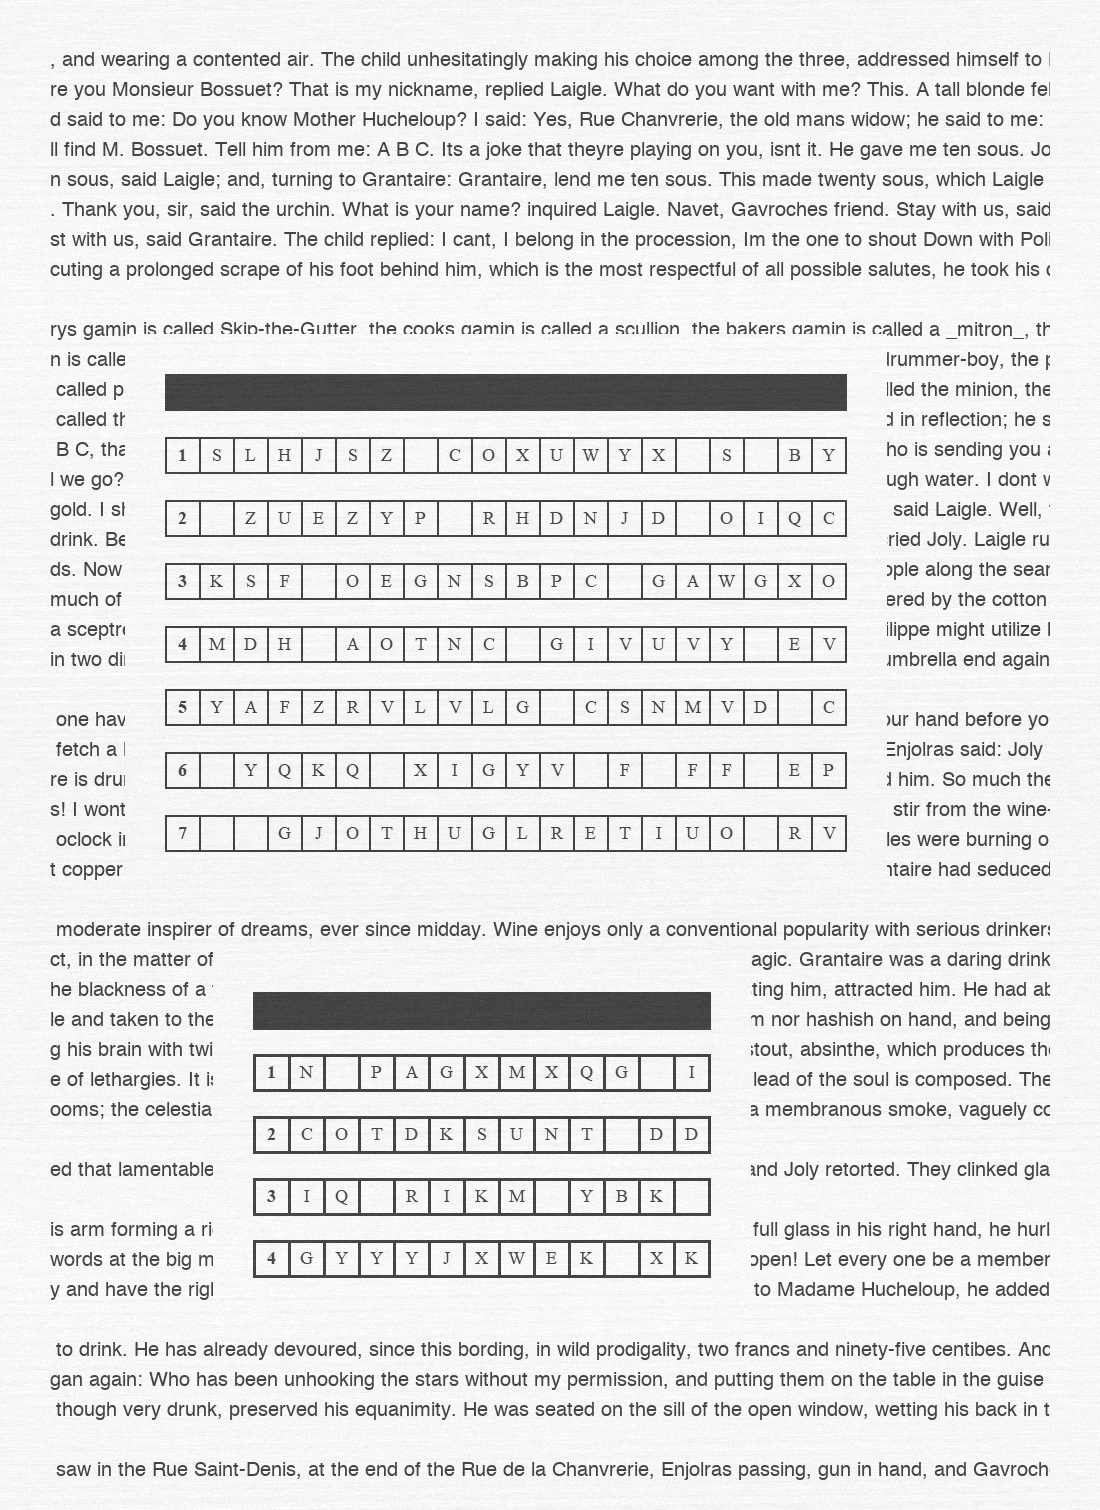 , and wearing a contented air. The child unhesitatingly making his choice among the three, addressed himself to
re you Monsieur Bossuet? That is my nickname, replied Laigle. What do you want with me? This. A tall blonde fel
d said to me: Do you know Mother Hucheloup? I said: Yes, Rue Chanvrerie, the old mans widow; he said to me:
ll find M. Bossuet. Tell him from me: A B C. Its a joke that theyre playing on you, isnt it. He gave me ten sous. Jo
n sous, said Laigle; and, turning to Grantaire: Grantaire, lend me ten sous. This made twenty sous, which Laigle
. Thank you, sir, said the urchin. What is your name? inquired Laigle. Navet, Gavroches friend. Stay with us, said
st with us, said Grantaire. The child replied: I cant, I belong in the procession, Im the one to shout Down with Poli
cuting a prolonged scrape of his foot behind him, which is the most respectful of all possible salutes, he took his
rys gamin is called Skip-the-Gutter, the cooks gamin is called a scullion, the bakers gamin is called a _mitron_, th
n is calle drummer-boy, the p
called p lled the minion, the
called th d in reflection; he s
B C, tha ho is sending you a
l we go? ugh water. I dont w
gold. I sh said Laigle. Well,
drink. Be ried Joly. Laigle ru
ds. Now ople along the sear
much of ered by the cotton
a sceptre ilippe might utilize
in two di umbrella end again
one hav our hand before yo
fetch a Enjolras said: Joly
re is dru d him. So much the
s! I wont stir from the wine-
oclock in les were burning o
t copper ntaire had seduced
1 S L H J S Z C O X U W Y X S B Y
2 Z U E Z Y P R H D N J D O I Q C
3 K S F O E G N S B P C G A W G X O
4 M D H A O T N C G I V U V Y E V
5 Y A F Z R V L V L G C S N M V D C
6 Y Q K Q X I G Y V F F F E P
7 G J O T H U G L R E T I U O R V
moderate inspirer of dreams, ever since midday. Wine enjoys only a conventional popularity with serious drinkers
ct, in the matter of agic. Grantaire was a daring drink
he blackness of a ting him, attracted him. He had ab
le and taken to the m nor hashish on hand, and being
g his brain with twi stout, absinthe, which produces the
e of lethargies. It is lead of the soul is composed. The
ooms; the celestia a membranous smoke, vaguely co
ed that lamentable and Joly retorted. They clinked gla
is arm forming a ri full glass in his right hand, he hurl
words at the big m open! Let every one be a member
y and have the righ to Madame Hucheloup, he added
1 N P A G X M X Q G I
2 C O T D K S U N T D D
3 I Q R I K M Y B K
4 G Y Y Y J X W E K X K
to drink. He has already devoured, since this bording, in wild prodigality, two francs and ninety-five centibes. And
gan again: Who has been unhooking the stars without my permission, and putting them on the table in the guise
though very drunk, preserved his equanimity. He was seated on the sill of the open window, wetting his back in t
saw in the Rue Saint-Denis, at the end of the Rue de la Chanvrerie, Enjolras passing, gun in hand, and Gavroch